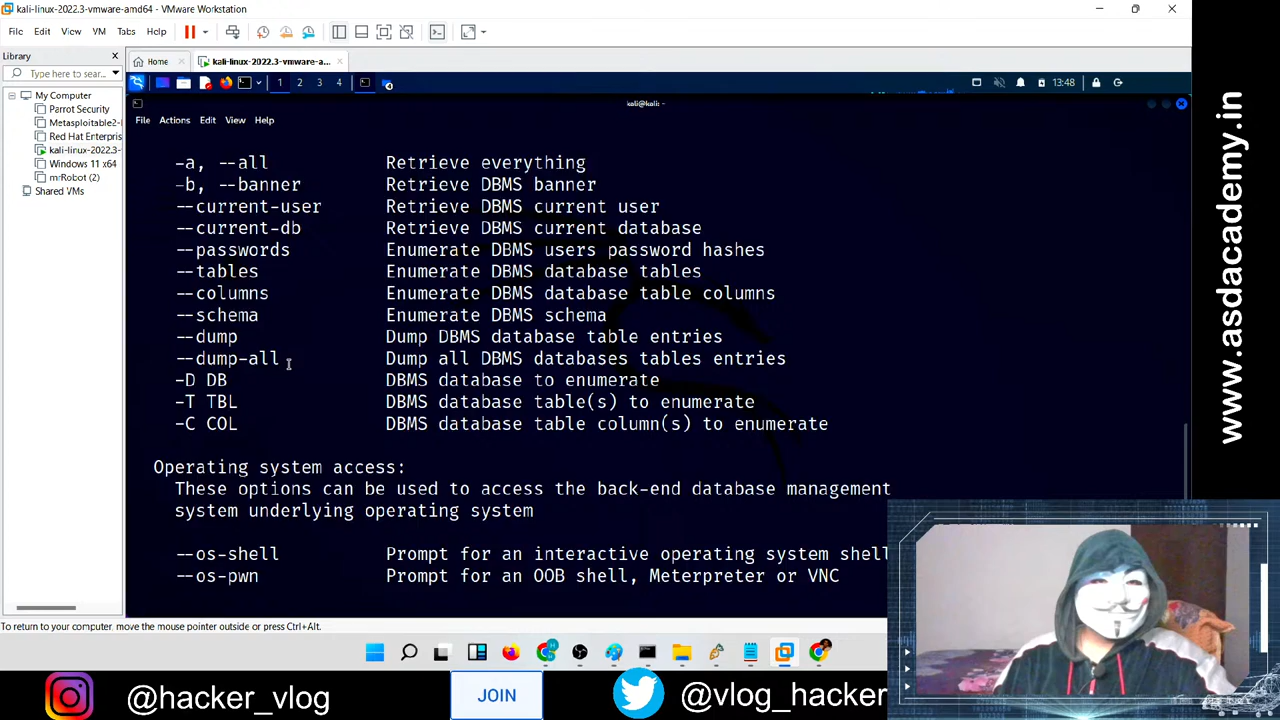 kali-linux-2022.3-vmware-amd64 - VMware Workstation
File Edit View VM Tabs Help
Library
Type here to sear...
My Computer
Parrot Security
Metasploitable2-
Red Hat Enterpris
kali-linux-2022.3-
Windows 11 x64
mrRobot (2)
Shared VMs
Home
kali-linux-2022.3-vmware-a...
1 2 3 4
13:48
kali@kali: ~
File Actions Edit View Help
-a, --all Retrieve everything
-b, --banner Retrieve DBMS banner
--current-user Retrieve DBMS current user
--current-db Retrieve DBMS current database
--passwords Enumerate DBMS users password hashes
--tables Enumerate DBMS database tables
--columns Enumerate DBMS database table columns
--schema Enumerate DBMS schema
--dump Dump DBMS database table entries
--dump-all Dump all DBMS databases tables entries
-D DB DBMS database to enumerate
-T TBL DBMS database table(s) to enumerate
-C COL DBMS database table column(s) to enumerate
Operating system access:
These options can be used to access the back-end database management
system underlying operating system
--os-shell Prompt for an interactive operating system shell
--os-pwn Prompt for an OOB shell, Meterpreter or VNC
To return to your computer, move the mouse pointer outside or press Ctrl+Alt.
@hacker_vlog
JOIN
@vlog_hacker
www.asdacademy.in